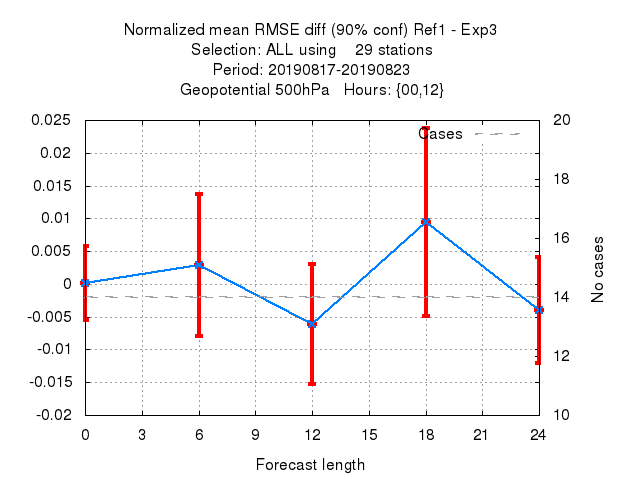 Normalized mean RMSE diff (90% conf) Ref1 - Exp3
Selection: ALL using    29 stations
Period: 20190817-20190823
Geopotential 500hPa   Hours: {00,12}
0.025
0.02
0.015
0.01
0.005
0
-0.005
-0.01
-0.015
-0.02
Cases
20
18
16
14
12
10
No cases
0 3 6 9 12 15 18 21 24
Forecast length